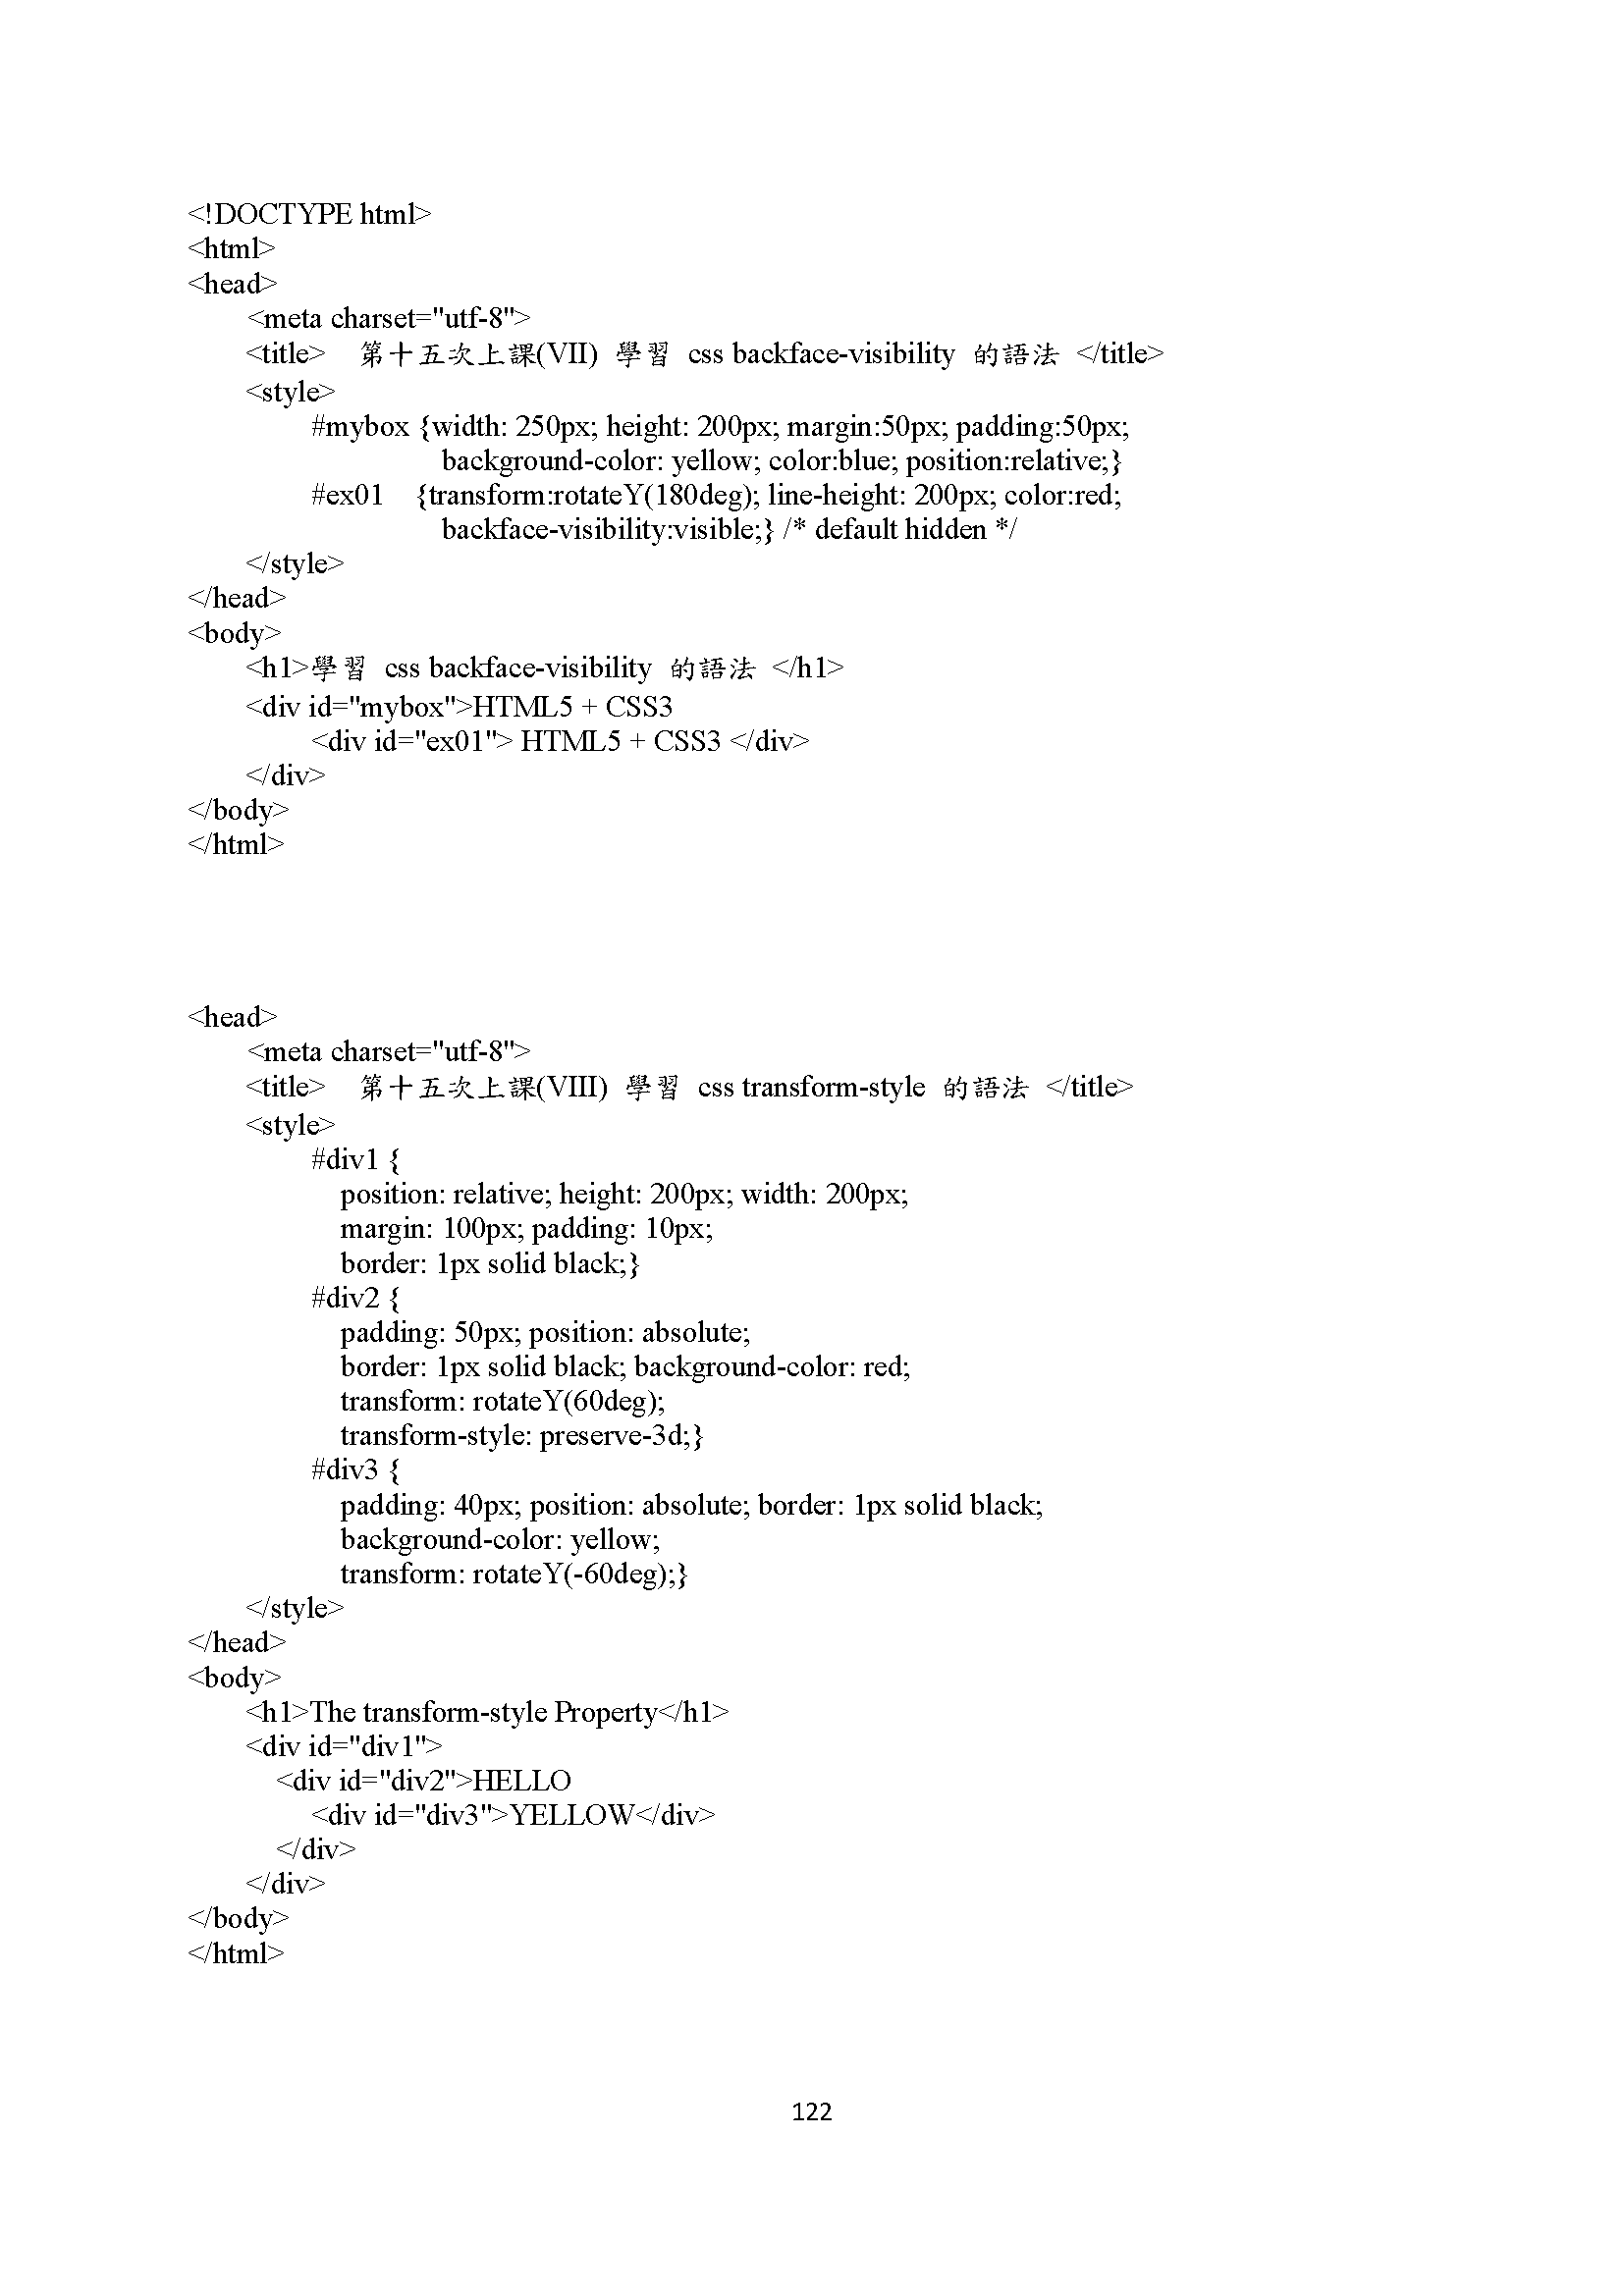 <!DOCTYPE html>
<html>
<head>
<meta charset="utf-8">
<title> 第十五次上課(VII) 學習 css backface-visibility 的語法 </title>
<style>
#mybox {width: 250px; height: 200px; margin:50px; padding:50px;
background-color: yellow; color:blue; position:relative;}
#ex01 {transform:rotateY(180deg); line-height: 200px; color:red;
backface-visibility:visible;} /* default hidden */
</style>
</head>
<body>
<h1>學習 css backface-visibility 的語法 </h1>
<div id="mybox">HTML5 + CSS3
<div id="ex01"> HTML5 + CSS3 </div>
</div>
</body>
</html>
<head>
<meta charset="utf-8">
<title> 第十五次上課(VIII) 學習 css transform-style 的語法 </title>
<style>
#div1 {
position: relative; height: 200px; width: 200px;
margin: 100px; padding: 10px;
border: 1px solid black;}
#div2 {
padding: 50px; position: absolute;
border: 1px solid black; background-color: red;
transform: rotateY(60deg);
transform-style: preserve-3d;}
#div3 {
padding: 40px; position: absolute; border: 1px solid black;
background-color: yellow;
transform: rotateY(-60deg);}
</style>
</head>
<body>
<h1>The transform-style Property</h1>
<div id="div1">
<div id="div2">HELLO
<div id="div3">YELLOW</div>
</div>
</div>
</body>
</html>
122